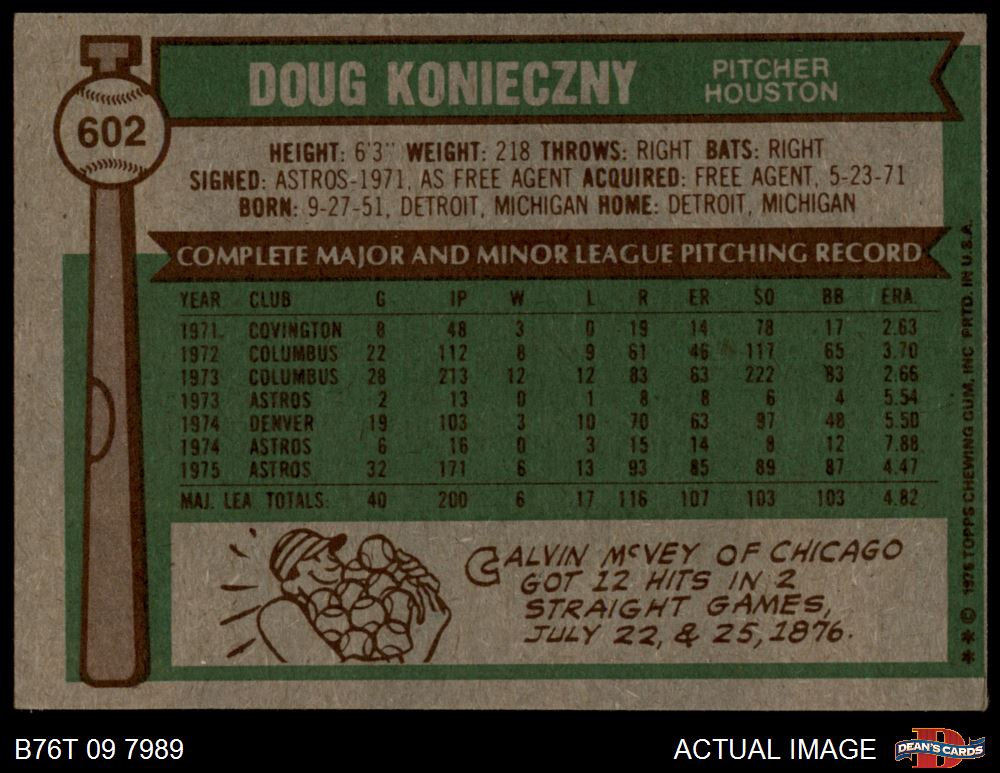 DOUG KONIECZNY
PITCHER
HOUSTON
602
HEIGHT: 6'3" WEIGHT: 218 THROWS: RIGHT BATS: RIGHT
SIGNED: ASTROS-1971, AS FREE AGENT ACQUIRED: FREE AGENT, 5-23-71
BORN: 9-27-51, DETROIT, MICHIGAN HOME: DETROIT, MICHIGAN
COMPLETE MAJOR AND MINOR LEAGUE PITCHING RECORD
YEAR CLUB G IP W L R ER SO BB ERA
1971 COVINGTON 8 48 3 0 19 14 78 17 2.63
1972 COLUMBUS 22 112 8 9 61 46 117 65 3.70
1973 COLUMBUS 28 213 12 12 83 63 222 83 2.66
1973 ASTROS 2 13 0 1 8 8 6 4 5.54
1974 DENVER 19 103 3 10 70 63 97 48 5.50
1974 ASTROS 6 16 0 3 15 14 8 12 7.88
1975 ASTROS 32 171 6 13 93 85 89 87 4.47
MAJ. LEA. TOTALS: 40 200 6 17 116 107 103 103 4.82
CALVIN McVEY OF CHICAGO
GOT 12 HITS IN 2
STRAIGHT GAMES,
JULY 22, & 25, 1876.
** © 1976 TOPPS CHEWING GUM, INC. PRTD. IN U.S.A.
B76T 09 7989
ACTUAL IMAGE
D
DEAN'S CARDS